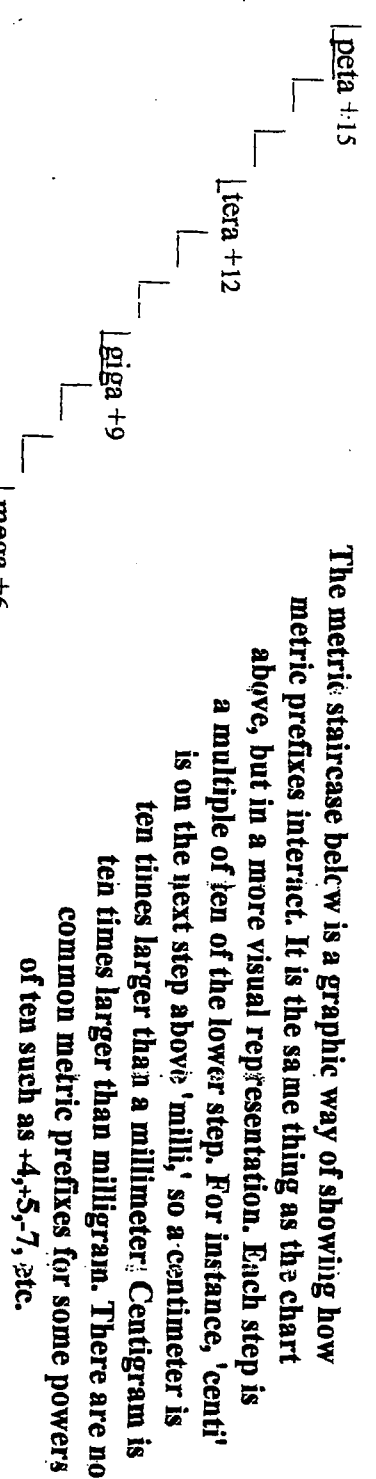 peta +15
tera +12
giga +9
mega +6
The metric staircase below is a graphic way of showing how
metric prefixes interact. It is the same thing as the chart
above, but in a more visual representation. Each step is
a multiple of ten of the lower step. For instance, 'centi'
is on the next step above 'milli,' so a centimeter is
ten times larger than a millimeter. Centigram is
ten times larger than milligram. There are no
common metric prefixes for some powers
of ten such as +4,+5,-7, etc.